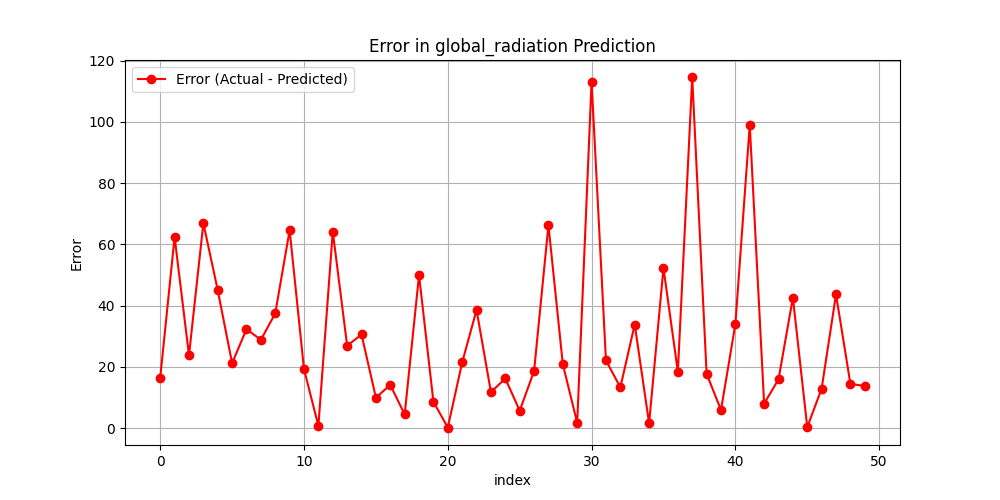 Error in global_radiation Prediction
Error (Actual - Predicted)
120
100
80
60
40
20
0
Error
0 10 20 30 40 50
index